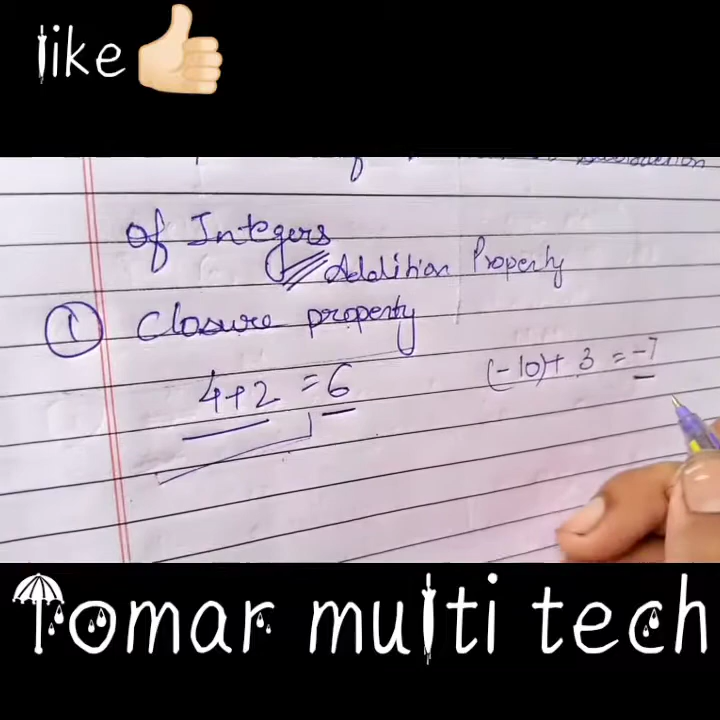 like
of Integers
Addition Property
① Closure property
4+2 = 6
(-10)+ 3 = -7
Tomar multi tech